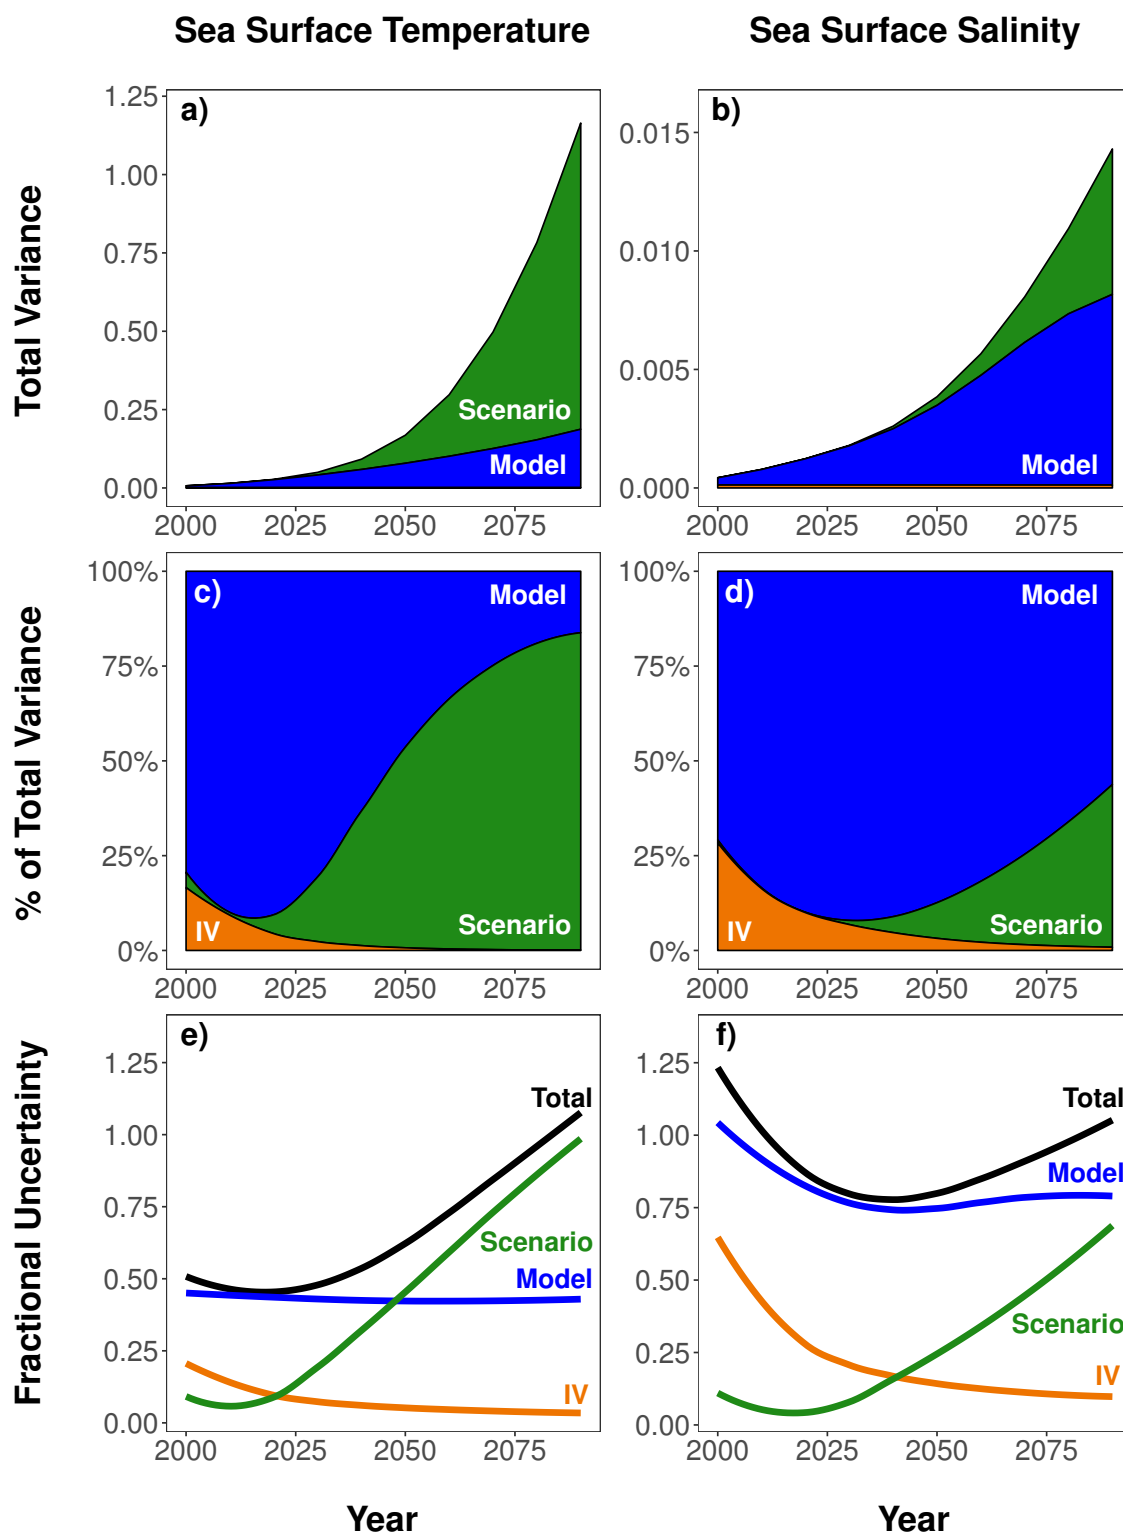 Sea Surface Temperature
Sea Surface Salinity
Total Variance
a)
1.25
1.00
0.75
0.50
0.25
0.00
Scenario
Model
2000 2025 2050 2075
b)
0.015
0.010
0.005
0.000
Scenario
Model
2000 2025 2050 2075
% of Total Variance
c)
100%
75%
50%
25%
0%
Model
Scenario
IV
2000 2025 2050 2075
d)
100%
75%
50%
25%
0%
Model
Scenario
IV
2000 2025 2050 2075
Fractional Uncertainty
e)
1.25
1.00
0.75
0.50
0.25
0.00
Total
Scenario
Model
IV
2000 2025 2050 2075
Year
f)
1.25
1.00
0.75
0.50
0.25
0.00
Total
Model
Scenario
IV
2000 2025 2050 2075
Year